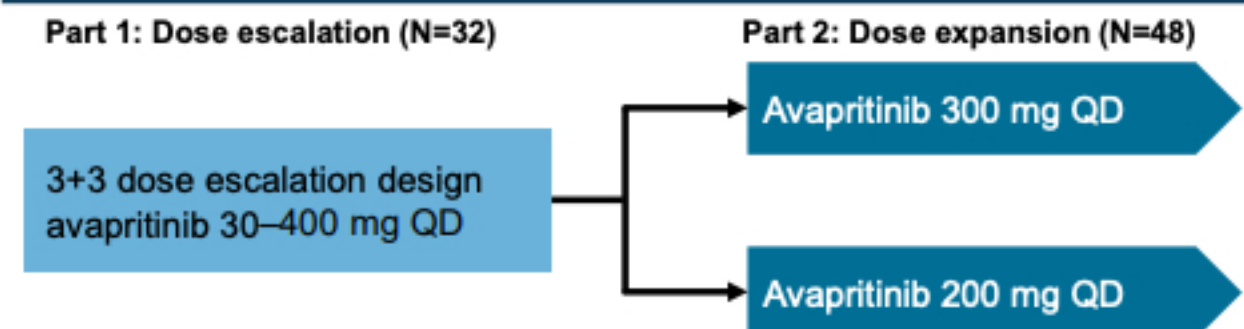 Part 1: Dose escalation (N=32)
Part 2: Dose expansion (N=48)
3+3 dose escalation design
avapritinib 30–400 mg QD
Avapritinib 300 mg QD
Avapritinib 200 mg QD